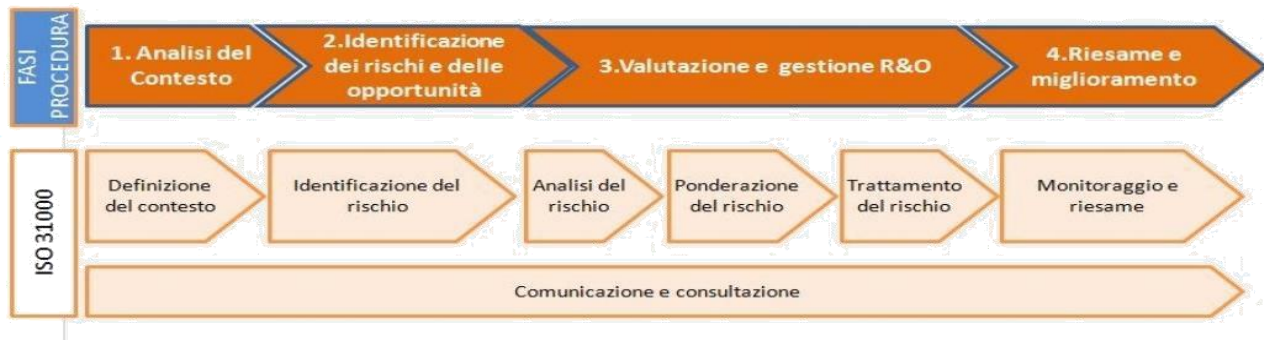 FASI
PROCEDURA
1. Analisi del
Contesto
2.Identificazione
dei rischi e delle
opportunità
3.Valutazione e gestione R&O
4.Riesame e
miglioramento
ISO 31000
Definizione
del contesto
Identificazione del
rischio
Analisi del
rischio
Ponderazione
del rischio
Trattamento
del rischio
Monitoraggio e
riesame
Comunicazione e consultazione